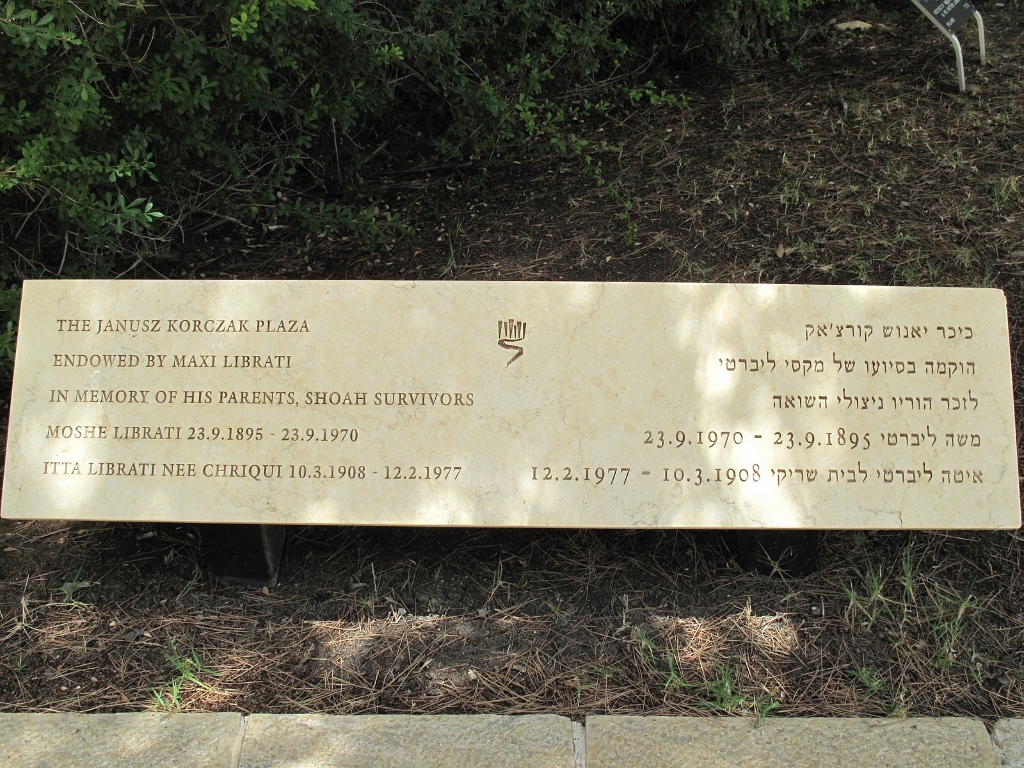 THE JANUSZ KORCZAK PLAZA
ENDOWED BY MAXI LIBRATI
IN MEMORY OF HIS PARENTS, SHOAH SURVIVORS
MOSHE LIBRATI 23.9.1895 - 23.9.1970
ITTA LIBRATI NEE CHRIQUI 10.3.1908 - 12.2.1977
כיכר יאנוש קורצ'אק
הוקמה בסיועו של מקסי ליברטי
לזכר הוריו ניצולי השואה
משה ליברטי 23.9.1895 - 23.9.1970
איטה ליברטי לבית שריקי 10.3.1908 - 12.2.1977